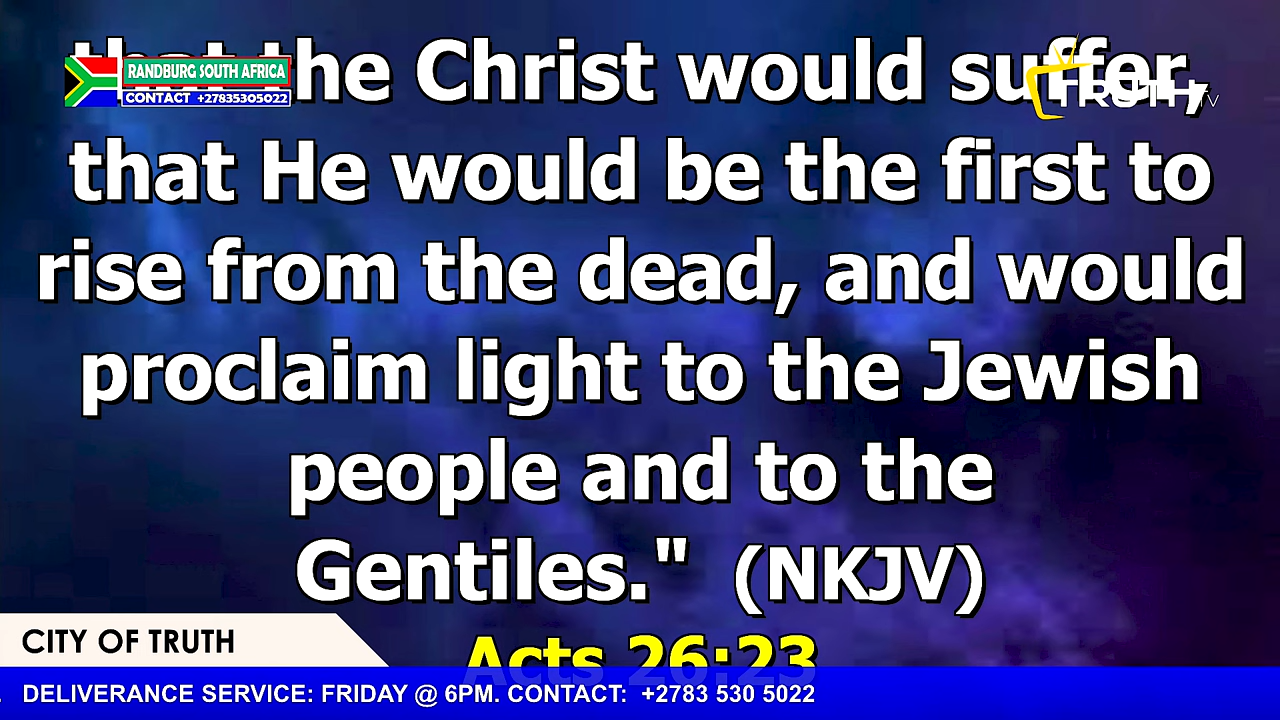 that the Christ would suffer,
RANDBURG SOUTH AFRICA
CONTACT +27835305022
TRUTH TV
that He would be the first to
rise from the dead, and would
proclaim light to the Jewish
people and to the
Gentiles." (NKJV)
Acts 26:23
CITY OF TRUTH
DELIVERANCE SERVICE: FRIDAY @ 6PM. CONTACT: +2783 530 5022